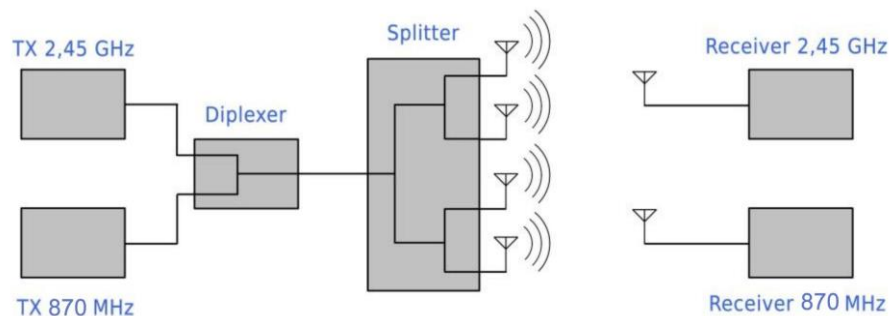 Splitter
TX 2,45 GHz
Receiver 2,45 GHz
Diplexer
TX 870 MHz
Receiver 870 MHz